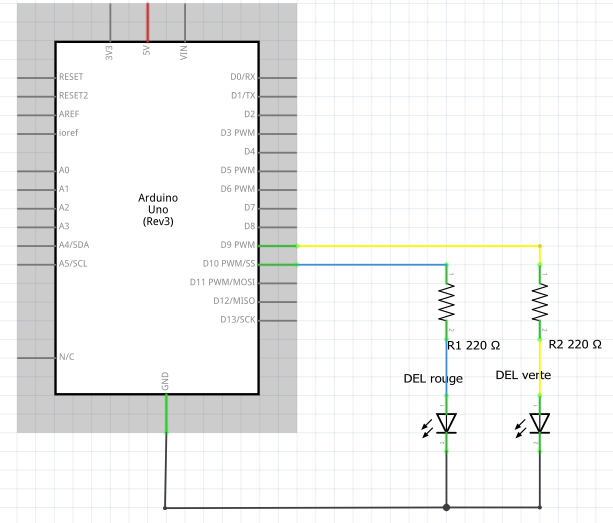 3V3
5V
VIN
RESET
RESET2
AREF
ioref
A0
A1
A2
A3
A4/SDA
A5/SCL
N/C
Arduino
Uno
(Rev3)
D0/RX
D1/TX
D2
D3 PWM
D4
D5 PWM
D6 PWM
D7
D8
D9 PWM
D10 PWM/SS
D11 PWM/MOSI
D12/MISO
D13/SCK
GND
1
2
R1 220 Ω
1
2
R2 220 Ω
DEL rouge
DEL verte